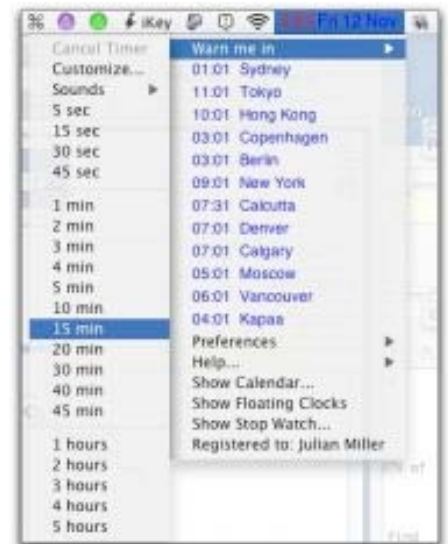 iKey
Fri 12 Nov
Cancel Timer
Customize...
Sounds
5 sec
15 sec
30 sec
45 sec
1 min
2 min
3 min
4 min
5 min
10 min
15 min
20 min
30 min
40 min
45 min
1 hours
2 hours
3 hours
4 hours
5 hours
Warn me in
01:01 Sydney
11:01 Tokyo
10:01 Hong Kong
03:01 Copenhagen
03:01 Berlin
09:01 New York
07:31 Calcutta
07:01 Denver
07:01 Calgary
05:01 Moscow
06:01 Vancouver
04:01 Kapaa
Preferences
Help...
Show Calendar...
Show Floating Clocks
Show Stop Watch...
Registered to: Julian Miller